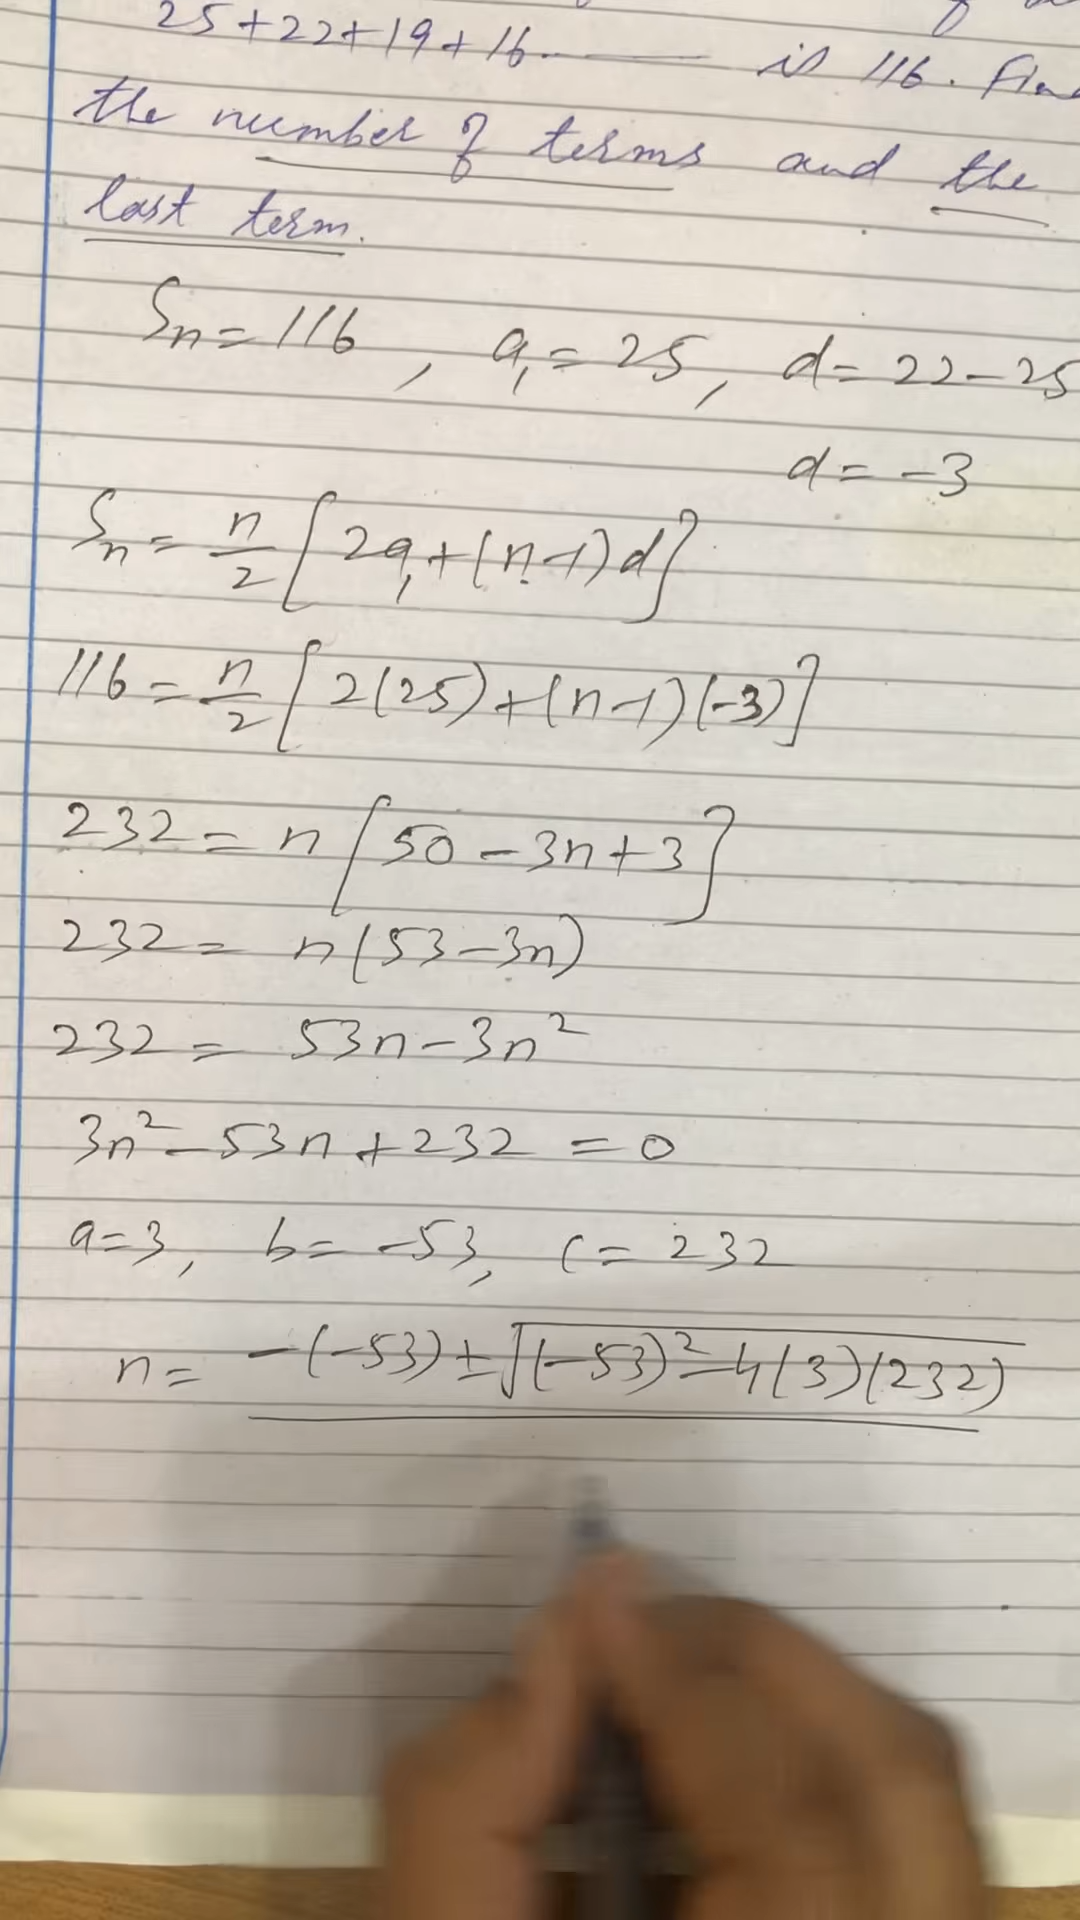 25+22+19+16 ........ is 116. Find
the number of terms and the
last term.
Sn = 116, a₁ = 25, d = 22-25
d = -3
Sn = n/2 [2a₁+(n-1)d]
116 = n/2 [2(25)+(n-1)(-3)]
232 = n [50-3n+3]
232 = n(53-3n)
232 = 53n-3n²
3n²-53n+232 = 0
a=3, b= -53, c= 232
n= -(-53)±√(-53)²-4(3)(232)